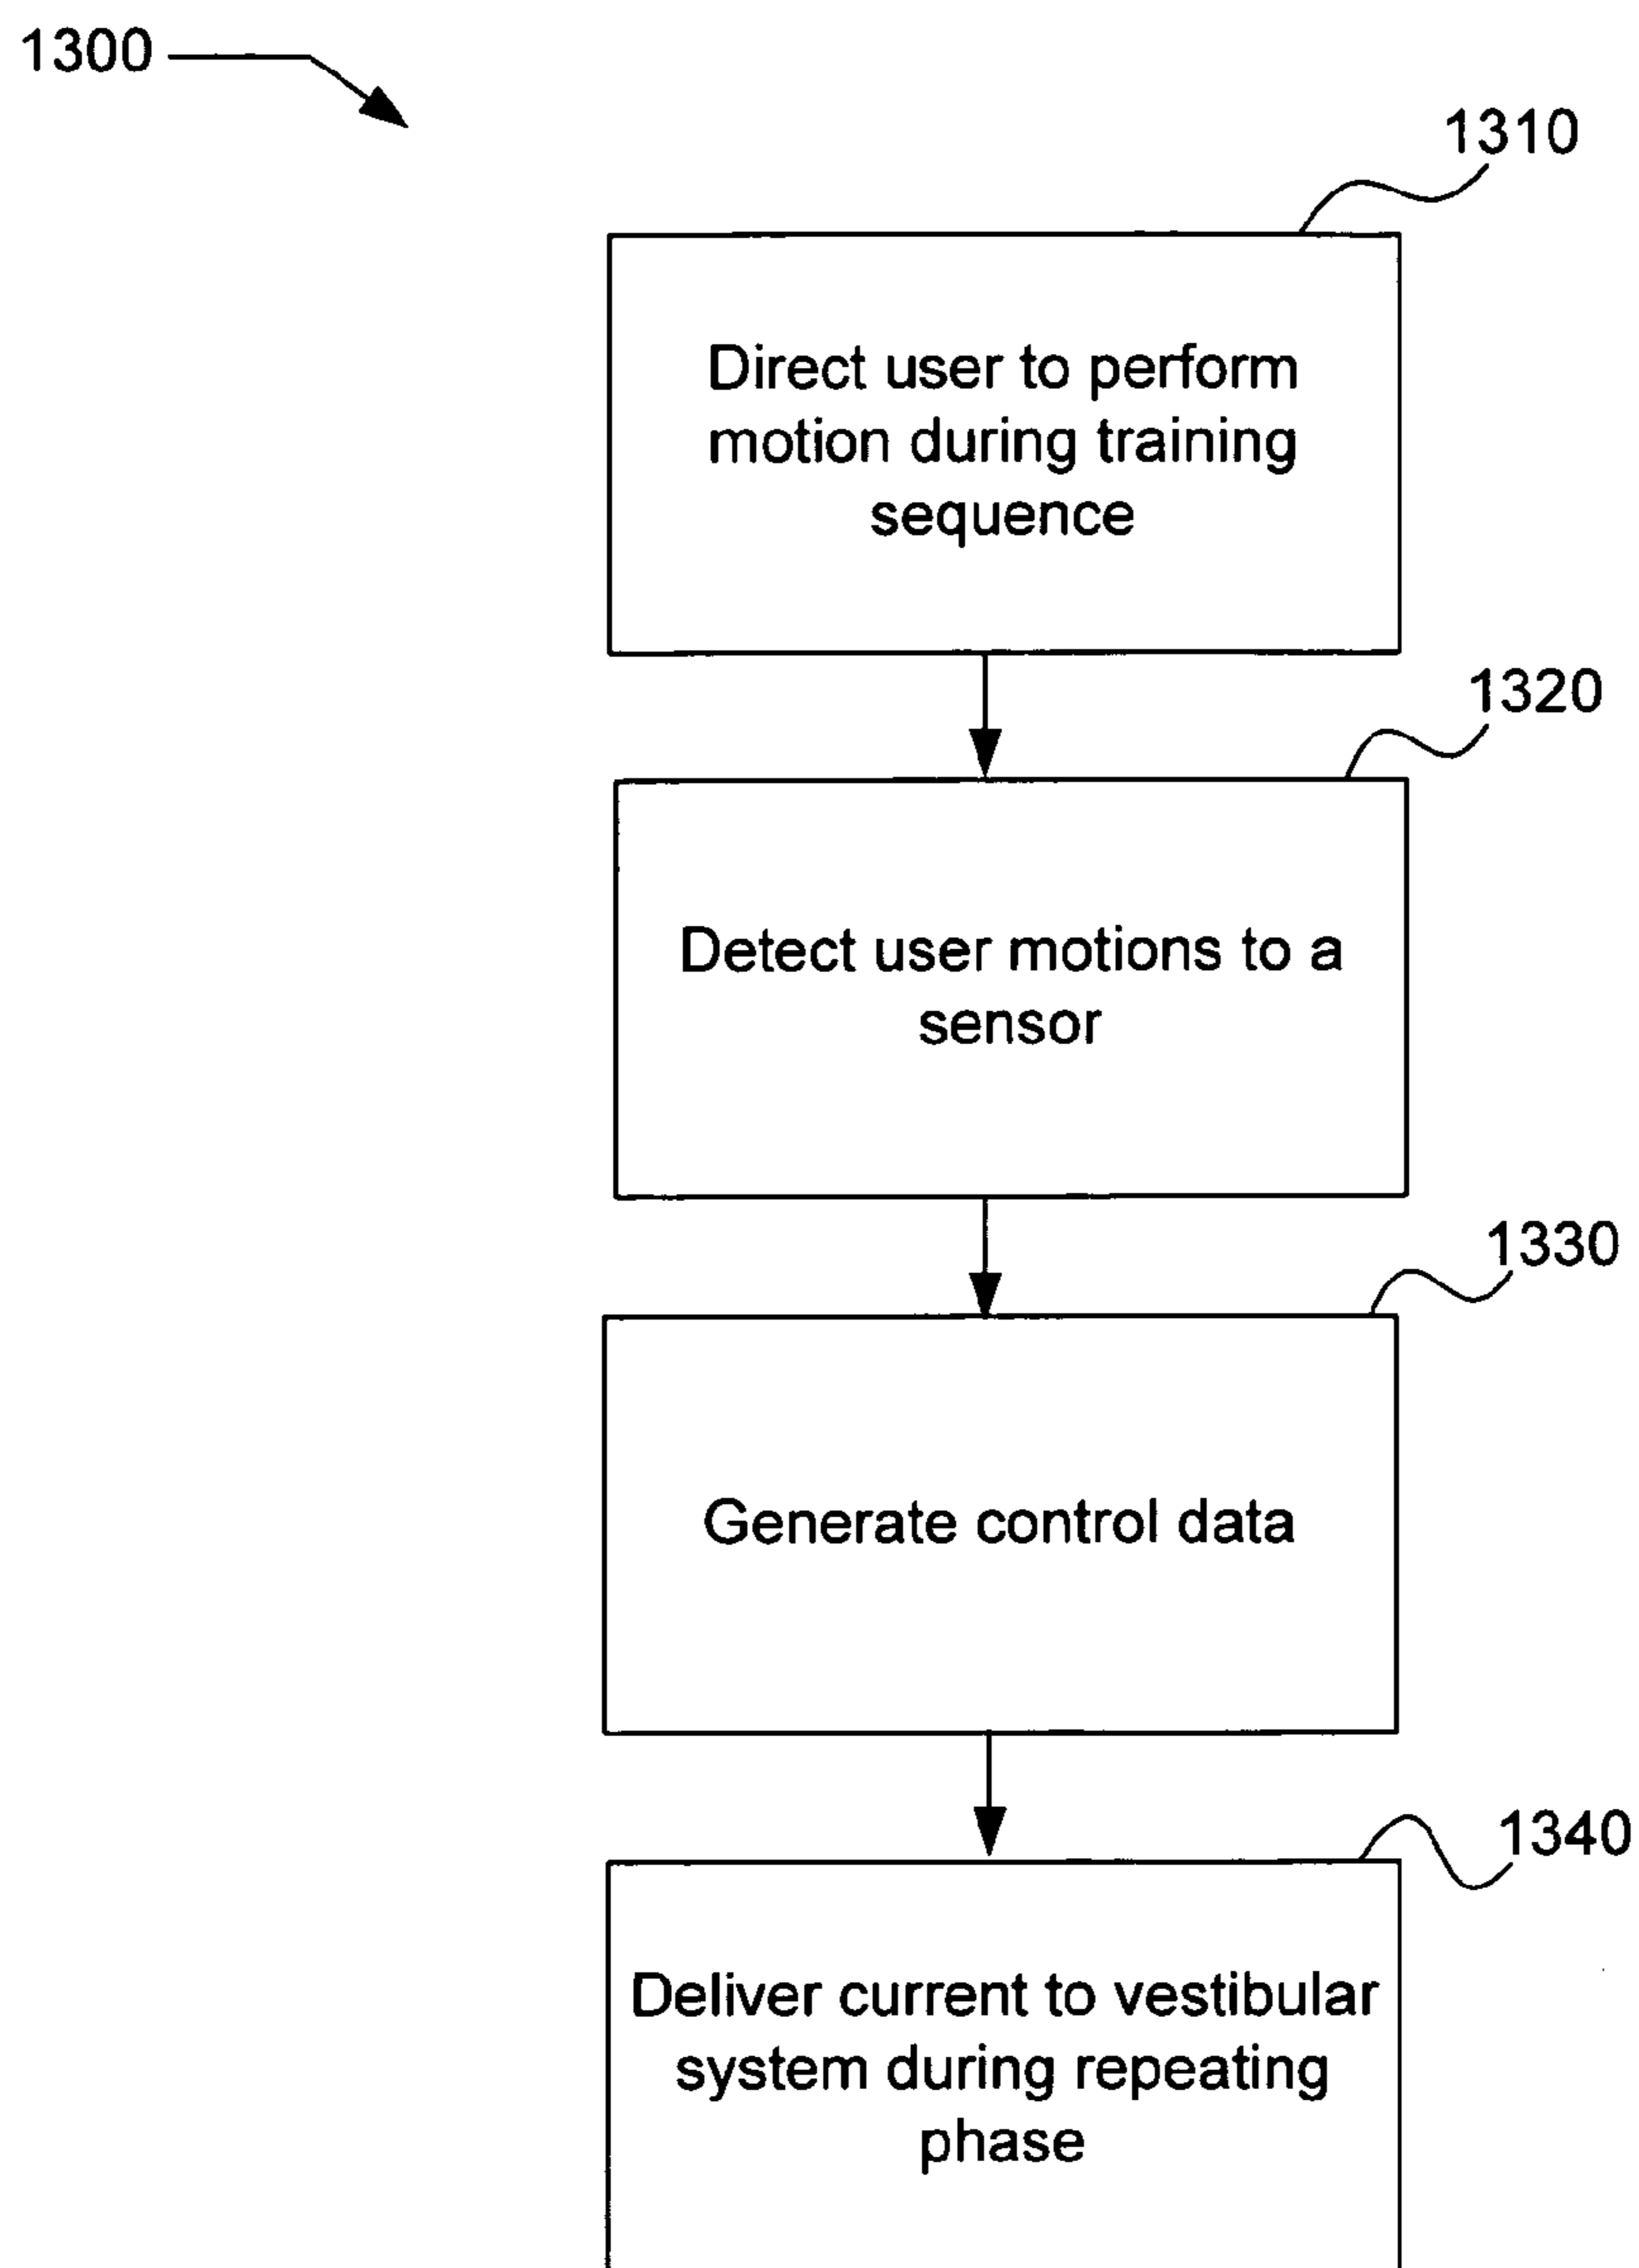 1300
1310
Direct user to perform
motion during training
sequence
1320
Detect user motions to a
sensor
1330
Generate control data
1340
Deliver current to vestibular
system during repeating
phase